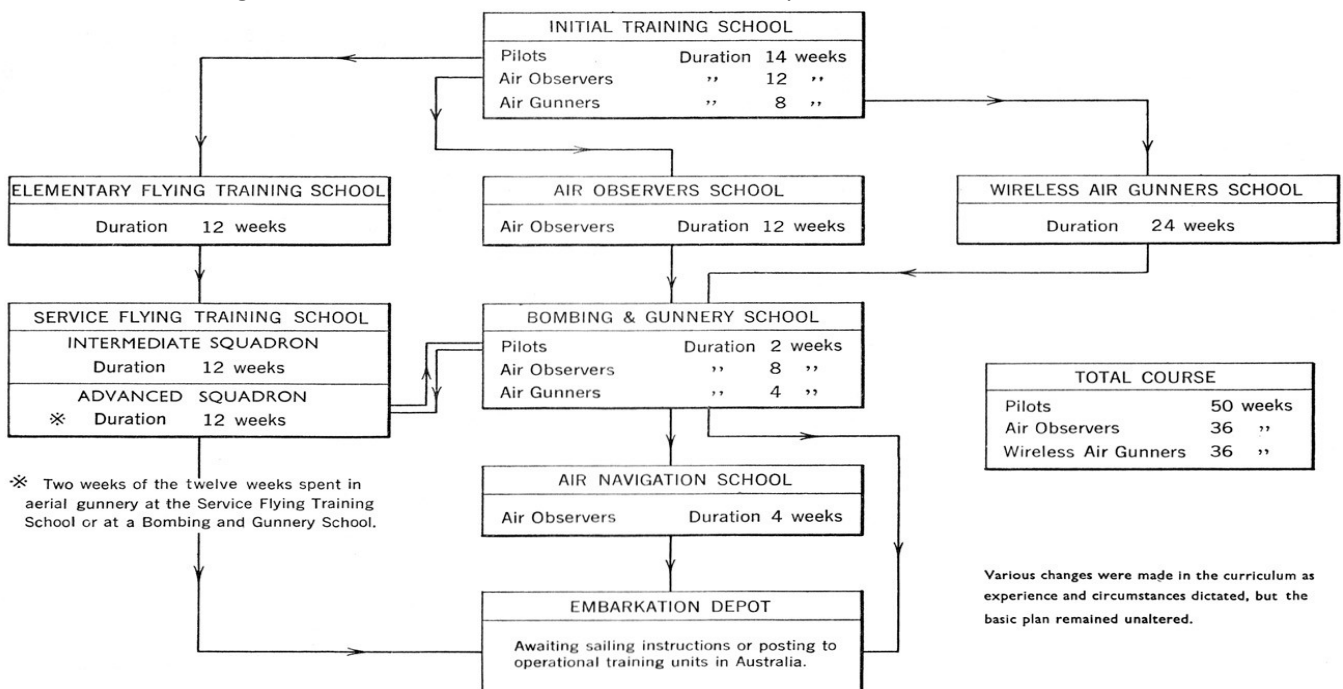 INITIAL TRAINING SCHOOL
Pilots Duration 14 weeks
Air Observers ,, 12 ,,
Air Gunners ,, 8 ,,
ELEMENTARY FLYING TRAINING SCHOOL
Duration 12 weeks
AIR OBSERVERS SCHOOL
Air Observers Duration 12 weeks
WIRELESS AIR GUNNERS SCHOOL
Duration 24 weeks
SERVICE FLYING TRAINING SCHOOL
INTERMEDIATE SQUADRON
Duration 12 weeks
ADVANCED SQUADRON
※ Duration 12 weeks
BOMBING & GUNNERY SCHOOL
Pilots Duration 2 weeks
Air Observers ,, 8 ,,
Air Gunners ,, 4 ,,
TOTAL COURSE
Pilots 50 weeks
Air Observers 36 ,,
Wireless Air Gunners 36 ,,
※ Two weeks of the twelve weeks spent in
aerial gunnery at the Service Flying Training
School or at a Bombing and Gunnery School.
AIR NAVIGATION SCHOOL
Air Observers Duration 4 weeks
EMBARKATION DEPOT
Awaiting sailing instructions or posting to
operational training units in Australia.
Various changes were made in the curriculum as
experience and circumstances dictated, but the
basic plan remained unaltered.